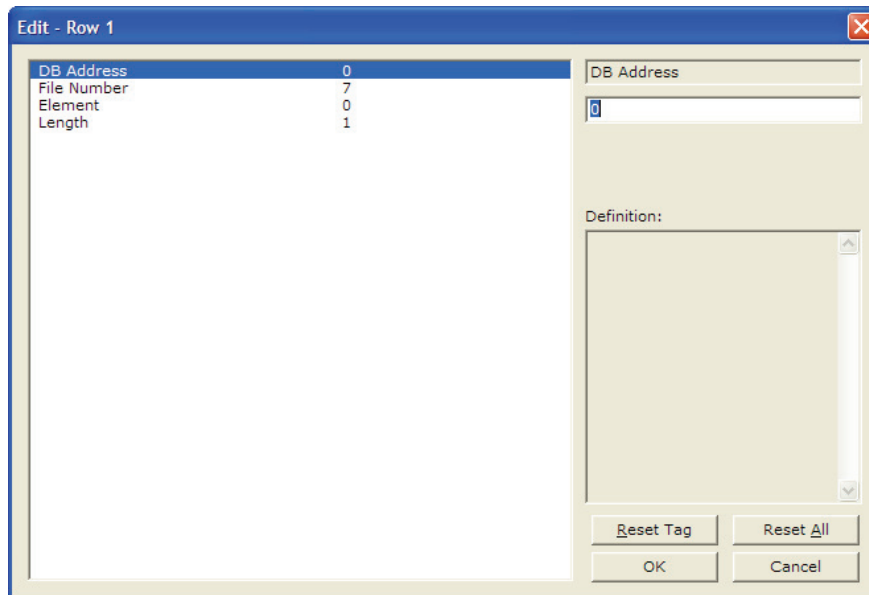 Edit - Row 1
DB Address 0
File Number 7
Element 0
Length 1
DB Address
0
Definition:
Reset Tag Reset All
OK Cancel